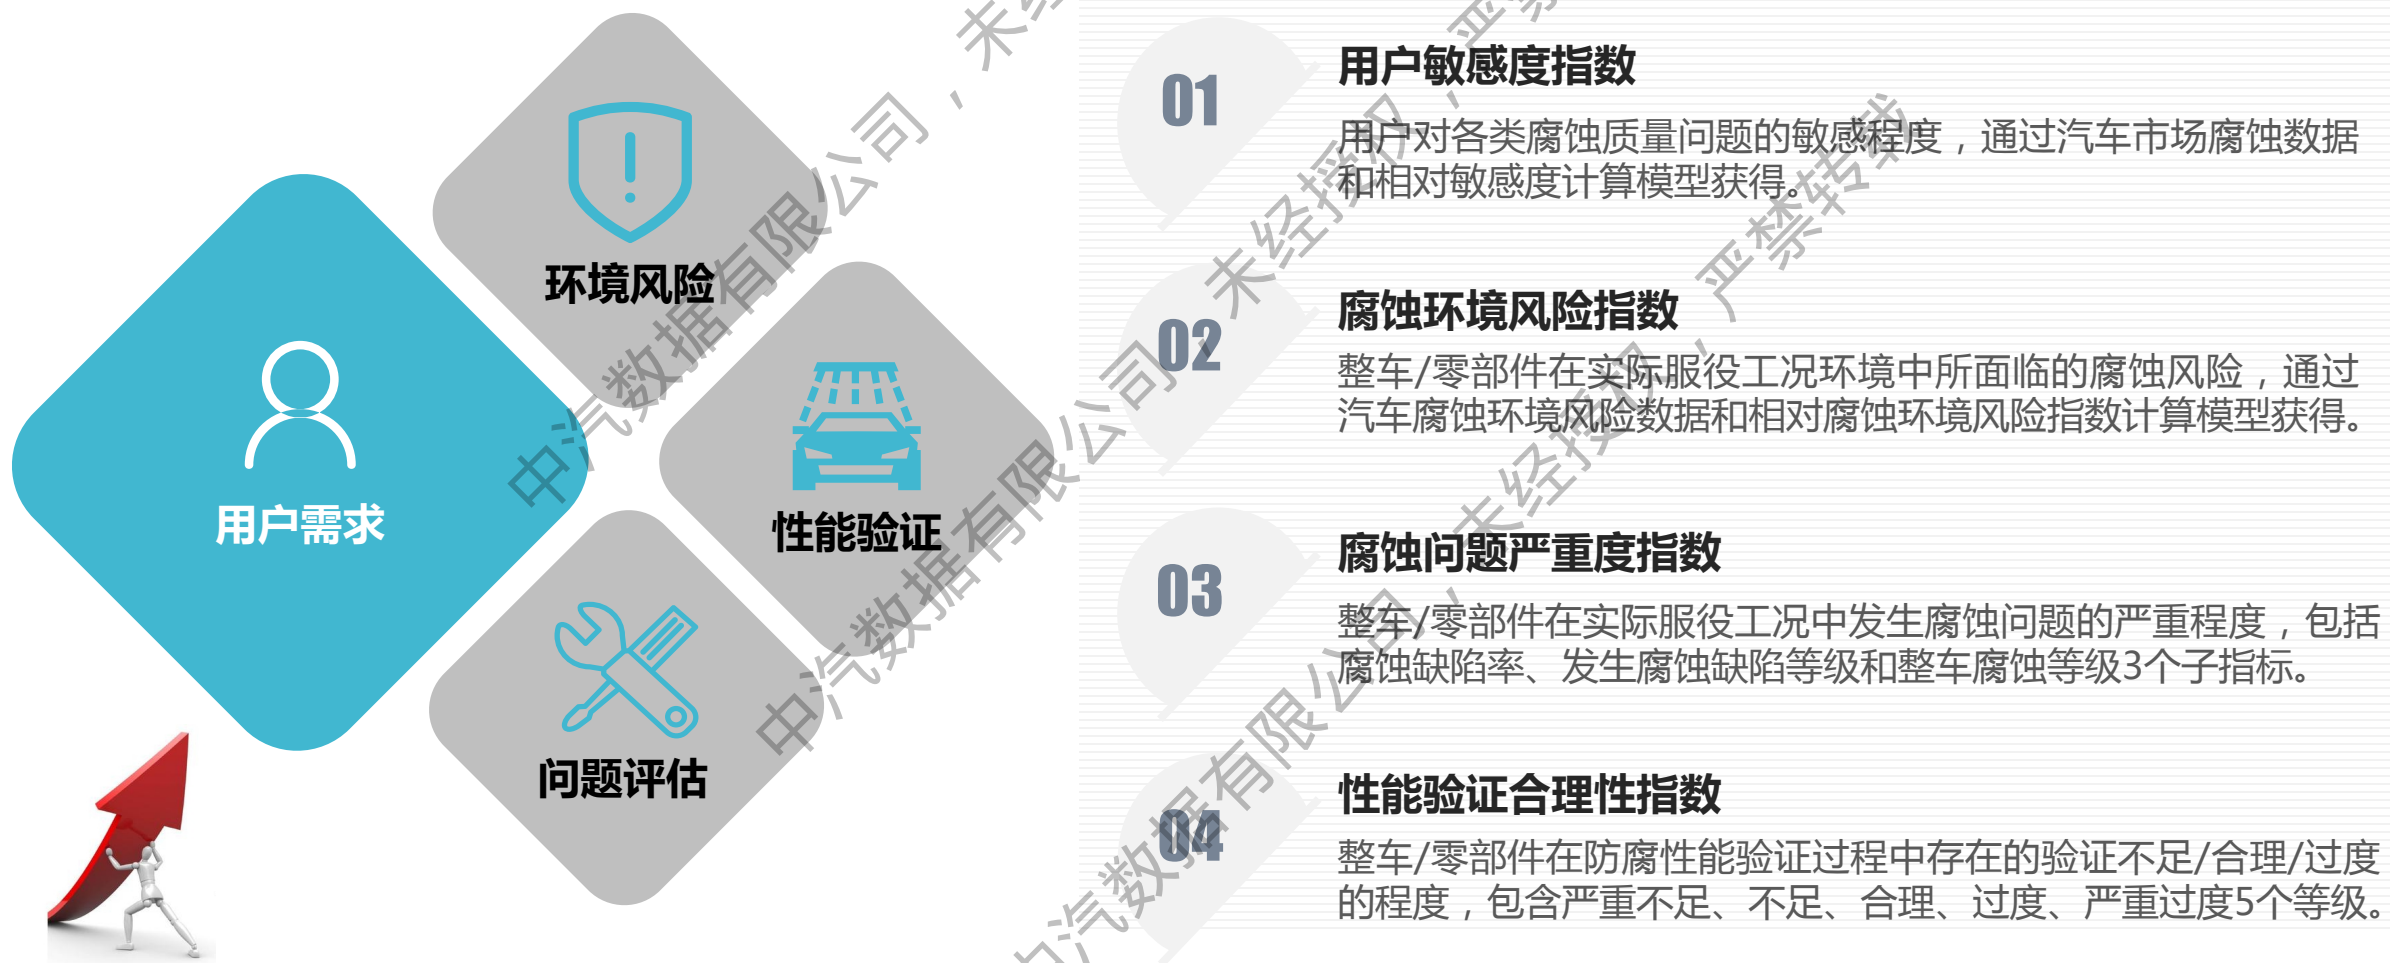 环境风险
用户需求
性能验证
问题评估
01
用户敏感度指数
用户对各类腐蚀质量问题的敏感程度，通过汽车市场腐蚀数据
和相对敏感度计算模型获得。
02
腐蚀环境风险指数
整车/零部件在实际服役工况环境中所面临的腐蚀风险，通过
汽车腐蚀环境风险数据和相对腐蚀环境风险指数计算模型获得。
03
腐蚀问题严重度指数
整车/零部件在实际服役工况中发生腐蚀问题的严重程度，包括
腐蚀缺陷率、发生腐蚀缺陷等级和整车腐蚀等级3个子指标。
04
性能验证合理性指数
整车/零部件在防腐性能验证过程中存在的验证不足/合理/过度
的程度，包含严重不足、不足、合理、过度、严重过度5个等级。
中汽数据有限公司，未经
中汽数据有限公司，未经授权，严禁
中汽数据有限公司，未经授权，严禁转载